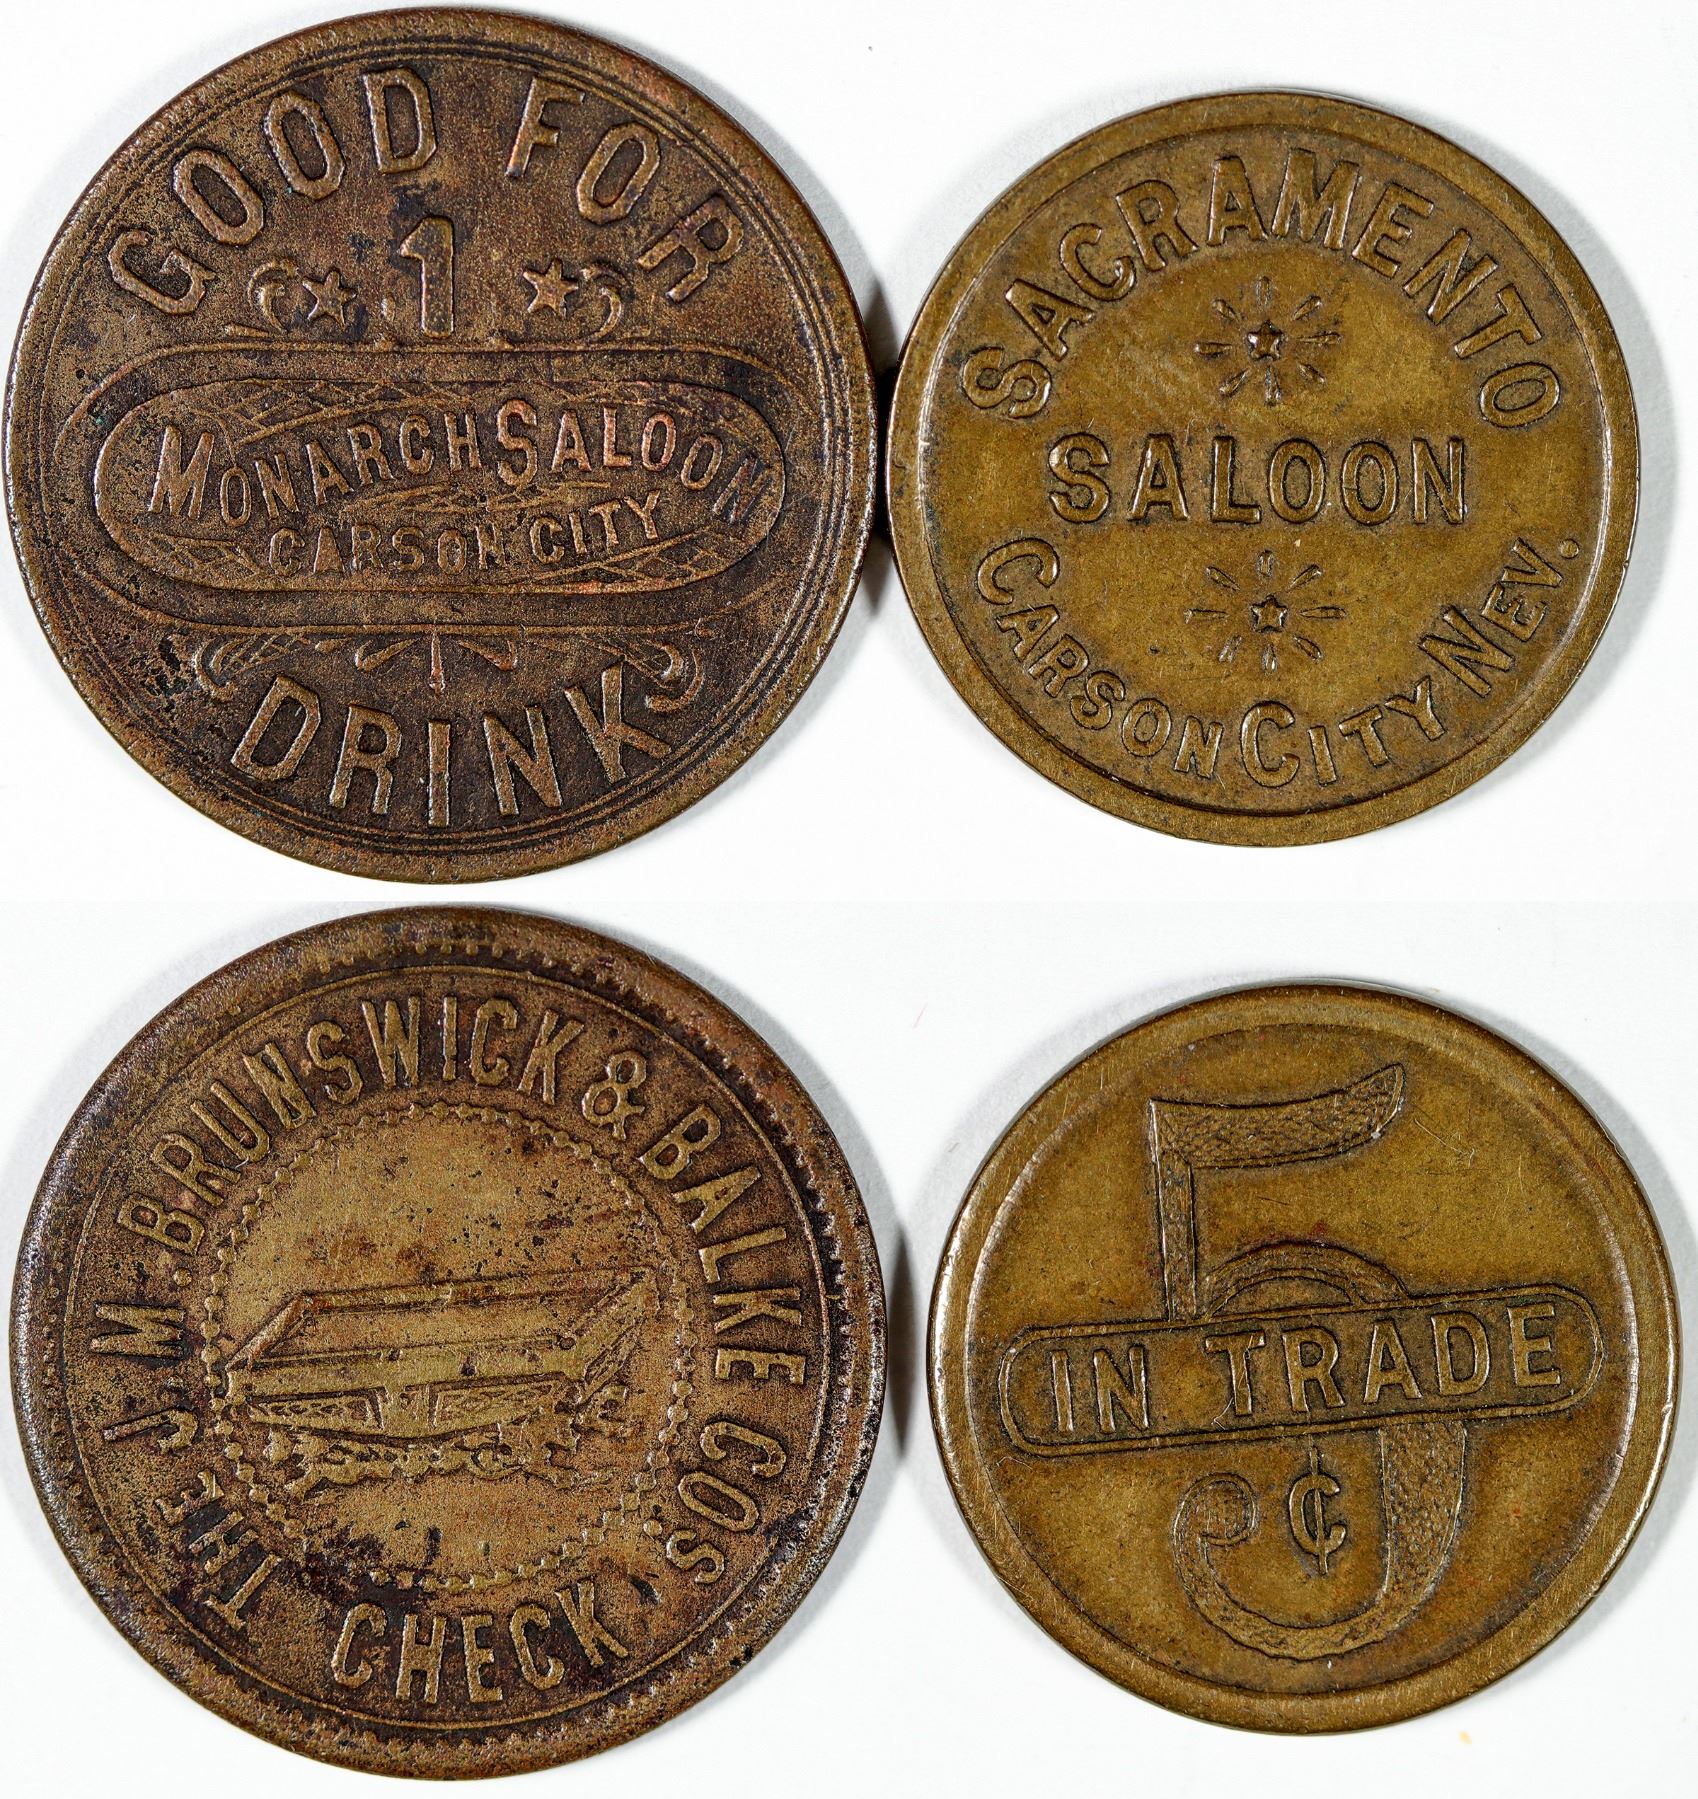 GOOD FOR
1
MONARCH SALOON
CARSON CITY
DRINK
SACRAMENTO
SALOON
CARSON CITY NEV.
THE J.M. BRUNSWICK & BALKE COS.
CHECK
5
IN TRADE
¢